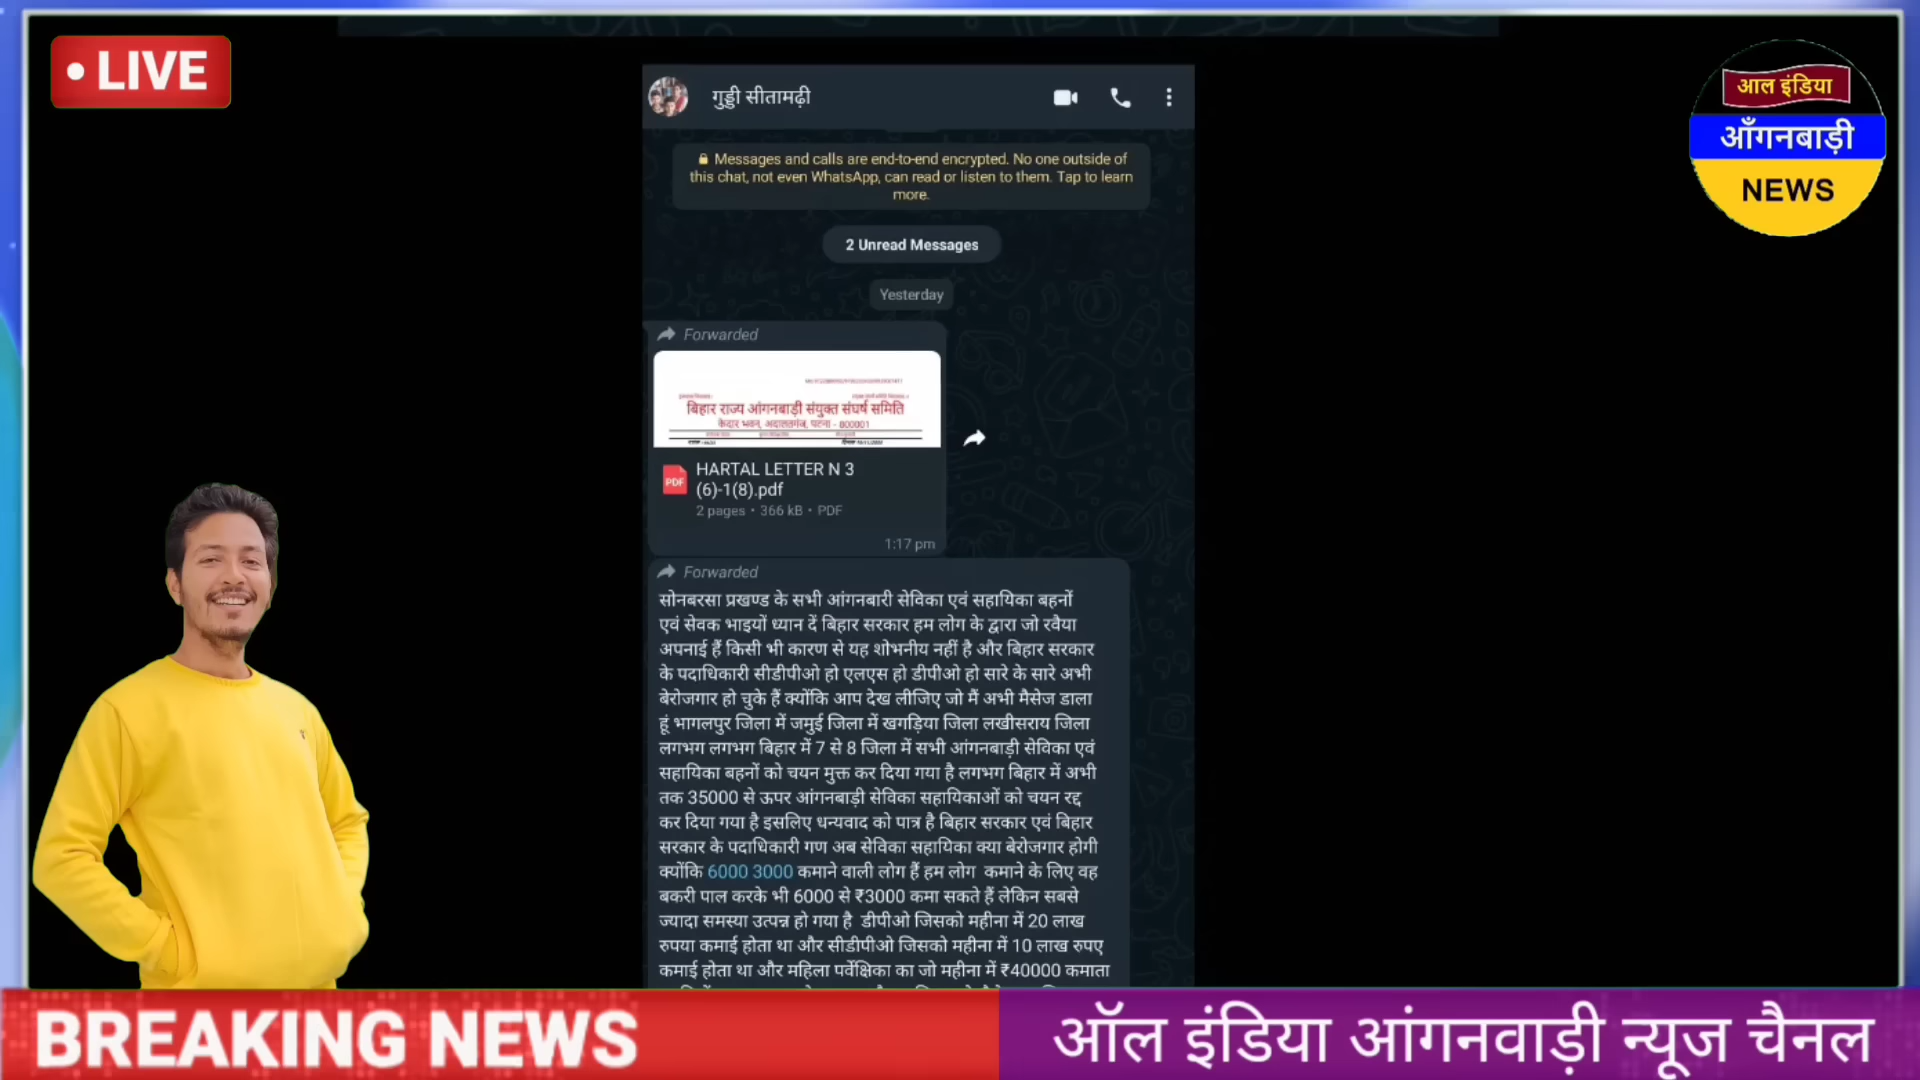 • LIVE
आल इंडिया
आँगनबाड़ी
NEWS
गुड्डी सीतामढ़ी
Messages and calls are end-to-end encrypted. No one outside of
this chat, not even WhatsApp, can read or listen to them. Tap to learn
more.
2 Unread Messages
Yesterday
Forwarded
बिहार राज्य आंगनबाड़ी संयुक्त संघर्ष समिति
केदार भवन, अदालतगंज, पटना - 800001
PDF
HARTAL LETTER N 3
(6)-1(8).pdf
2 pages • 366 kB • PDF
1:17 pm
Forwarded
सोनबरसा प्रखण्ड के सभी आंगनबारी सेविका एवं सहायिका बहनों
एवं सेवक भाइयों ध्यान दें बिहार सरकार हम लोग के द्वारा जो रवैया
अपनाई हैं किसी भी कारण से यह शोभनीय नहीं है और बिहार सरकार
के पदाधिकारी सीडीपीओ हो एलएस हो डीपीओ हो सारे के सारे अभी
बेरोजगार हो चुके हैं क्योंकि आप देख लीजिए जो मैं अभी मैसेज डाला
हूं भागलपुर जिला में जमुई जिला में खगड़िया जिला लखीसराय जिला
लगभग लगभग बिहार में 7 से 8 जिला में सभी आंगनबाड़ी सेविका एवं
सहायिका बहनों को चयन मुक्त कर दिया गया है लगभग बिहार में अभी
तक 35000 से ऊपर आंगनबाड़ी सेविका सहायिकाओं को चयन रद्द
कर दिया गया है इसलिए धन्यवाद को पात्र है बिहार सरकार एवं बिहार
सरकार के पदाधिकारी गण अब सेविका सहायिका क्या बेरोजगार होगी
क्योंकि 6000 3000 कमाने वाली लोग हैं हम लोग कमाने के लिए वह
बकरी पाल करके भी 6000 से ₹3000 कमा सकते हैं लेकिन सबसे
ज्यादा समस्या उत्पन्न हो गया है डीपीओ जिसको महीना में 20 लाख
रुपया कमाई होता था और सीडीपीओ जिसको महीना में 10 लाख रुपए
कमाई होता था और महिला पर्वेक्षिका का जो महीना में ₹40000 कमाता
BREAKING NEWS
ऑल इंडिया आंगनवाड़ी न्यूज चैनल